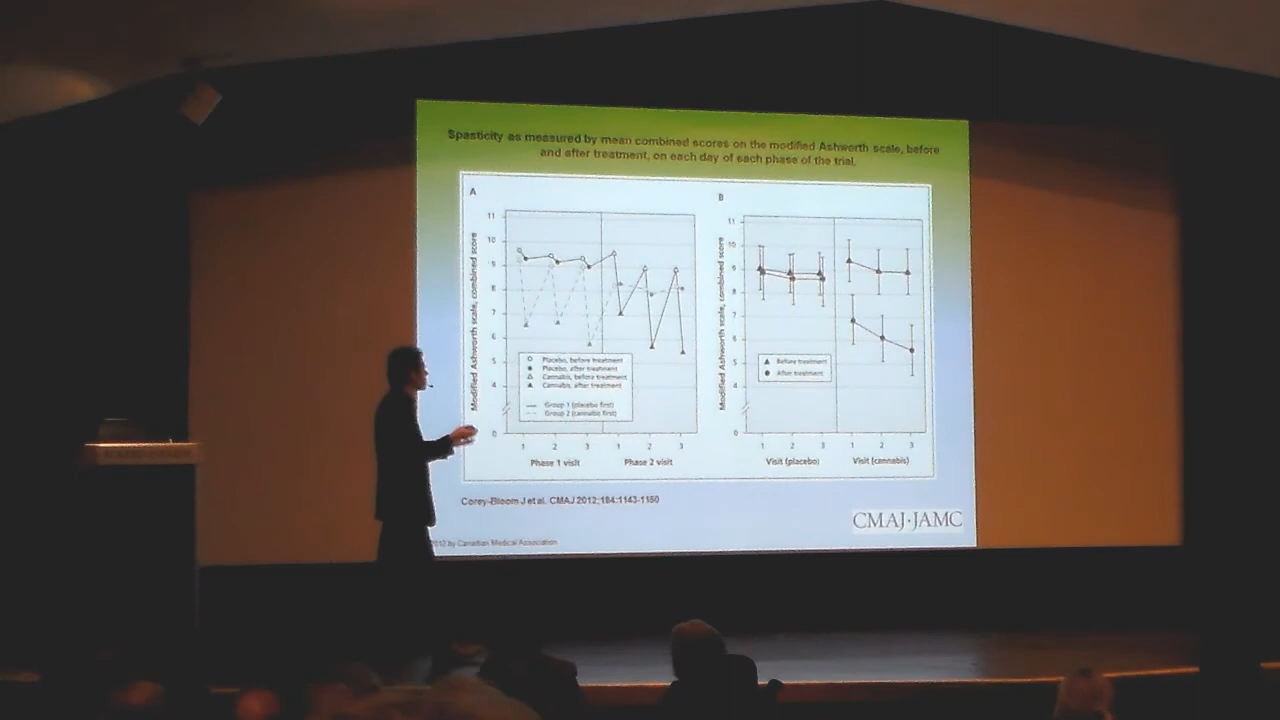 Spasticity as measured by mean combined scores on the modified Ashworth scale, before
and after treatment, on each day of each phase of the trial.
A
Modified Ashworth scale, combined score
11
10
9
8
7
6
5
4
0
Placebo, before treatment
Placebo, after treatment
Cannabis, before treatment
Cannabis, after treatment
Group 1 (placebo first)
Group 2 (cannabis first)
1 2 3 1 2 3
Phase 1 visit Phase 2 visit
B
Modified Ashworth scale, combined score
11
10
9
8
7
6
5
4
0
Before treatment
After treatment
1 2 3 1 2 3
Visit (placebo) Visit (cannabis)
Corey-Bloom J et al. CMAJ 2012;184:1143-1150
CMAJ·JAMC
2012 by Canadian Medical Association